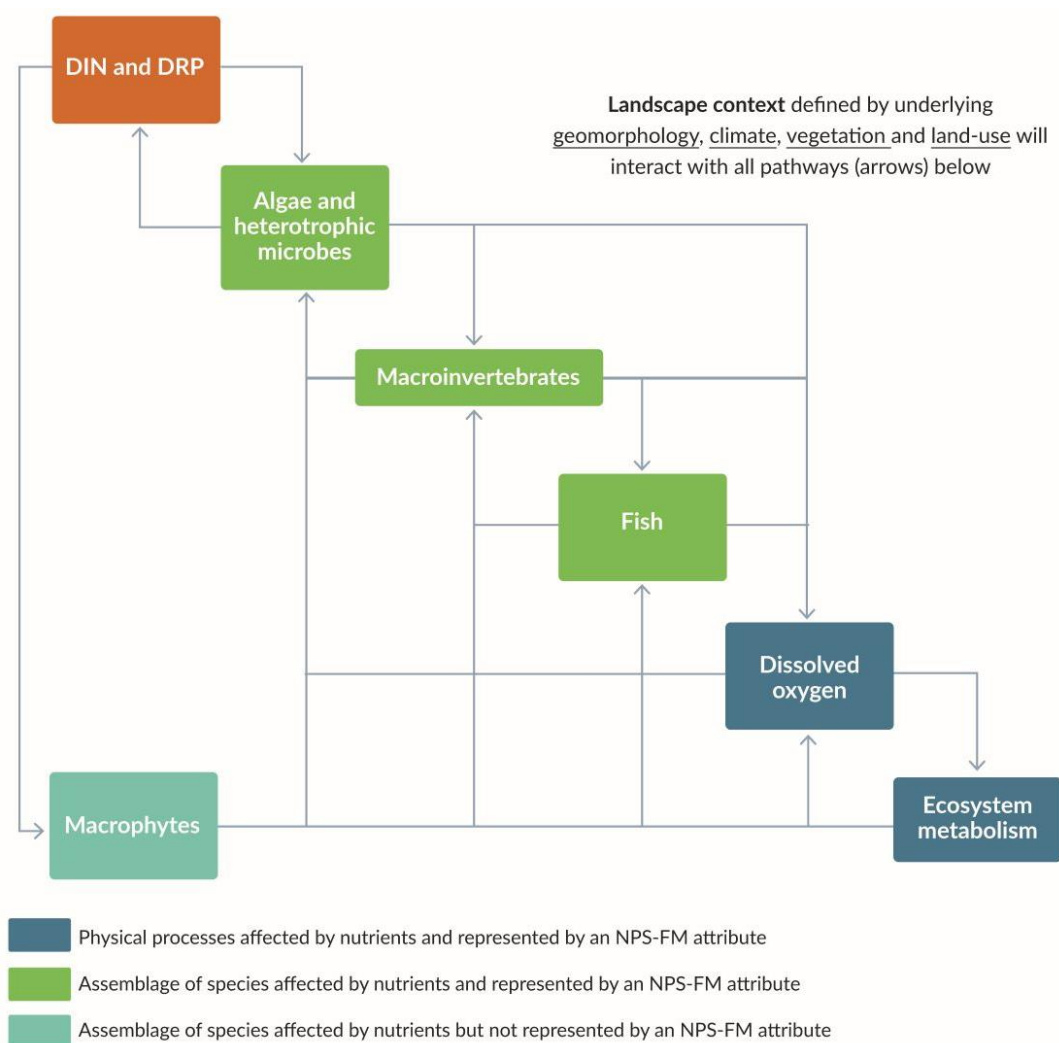 DIN and DRP
Landscape context defined by underlying
geomorphology, climate, vegetation and land-use will
interact with all pathways (arrows) below
Algae and
heterotrophic
microbes
Macroinvertebrates
Fish
Dissolved
oxygen
Macrophytes
Ecosystem
metabolism
Physical processes affected by nutrients and represented by an NPS-FM attribute
Assemblage of species affected by nutrients and represented by an NPS-FM attribute
Assemblage of species affected by nutrients but not represented by an NPS-FM attribute